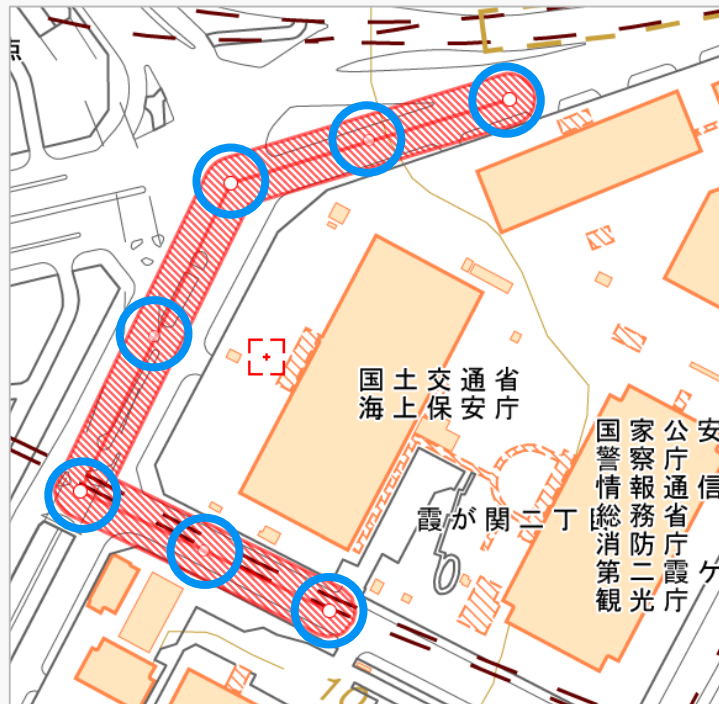 点
国土交通省
海上保安庁
国家公安
警察庁
情報通信
総務省
消防庁
第二霞ケ
観光庁
霞が関二丁目
10